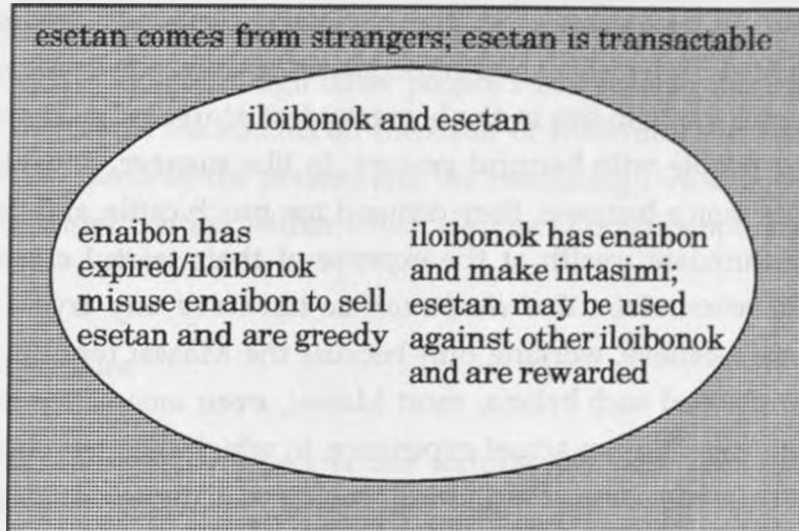 esetan comes from strangers; esetan is transactable
iloibonok and esetan
enaibon has
expired/iloibonok
misuse enaibon to sell
esetan and are greedy
iloibonok has enaibon
and make intasimi;
esetan may be used
against other iloibonok
and are rewarded